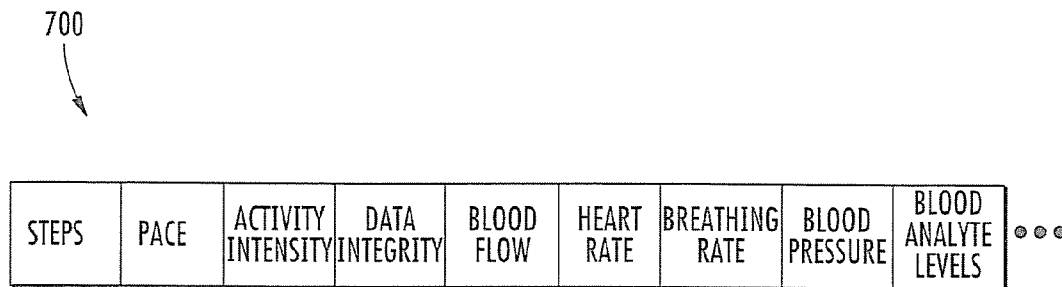 700
STEPS
PACE
ACTIVITY
INTENSITY
DATA
INTEGRITY
BLOOD
FLOW
HEART
RATE
BREATHING
RATE
BLOOD
PRESSURE
BLOOD
ANALYTE
LEVELS